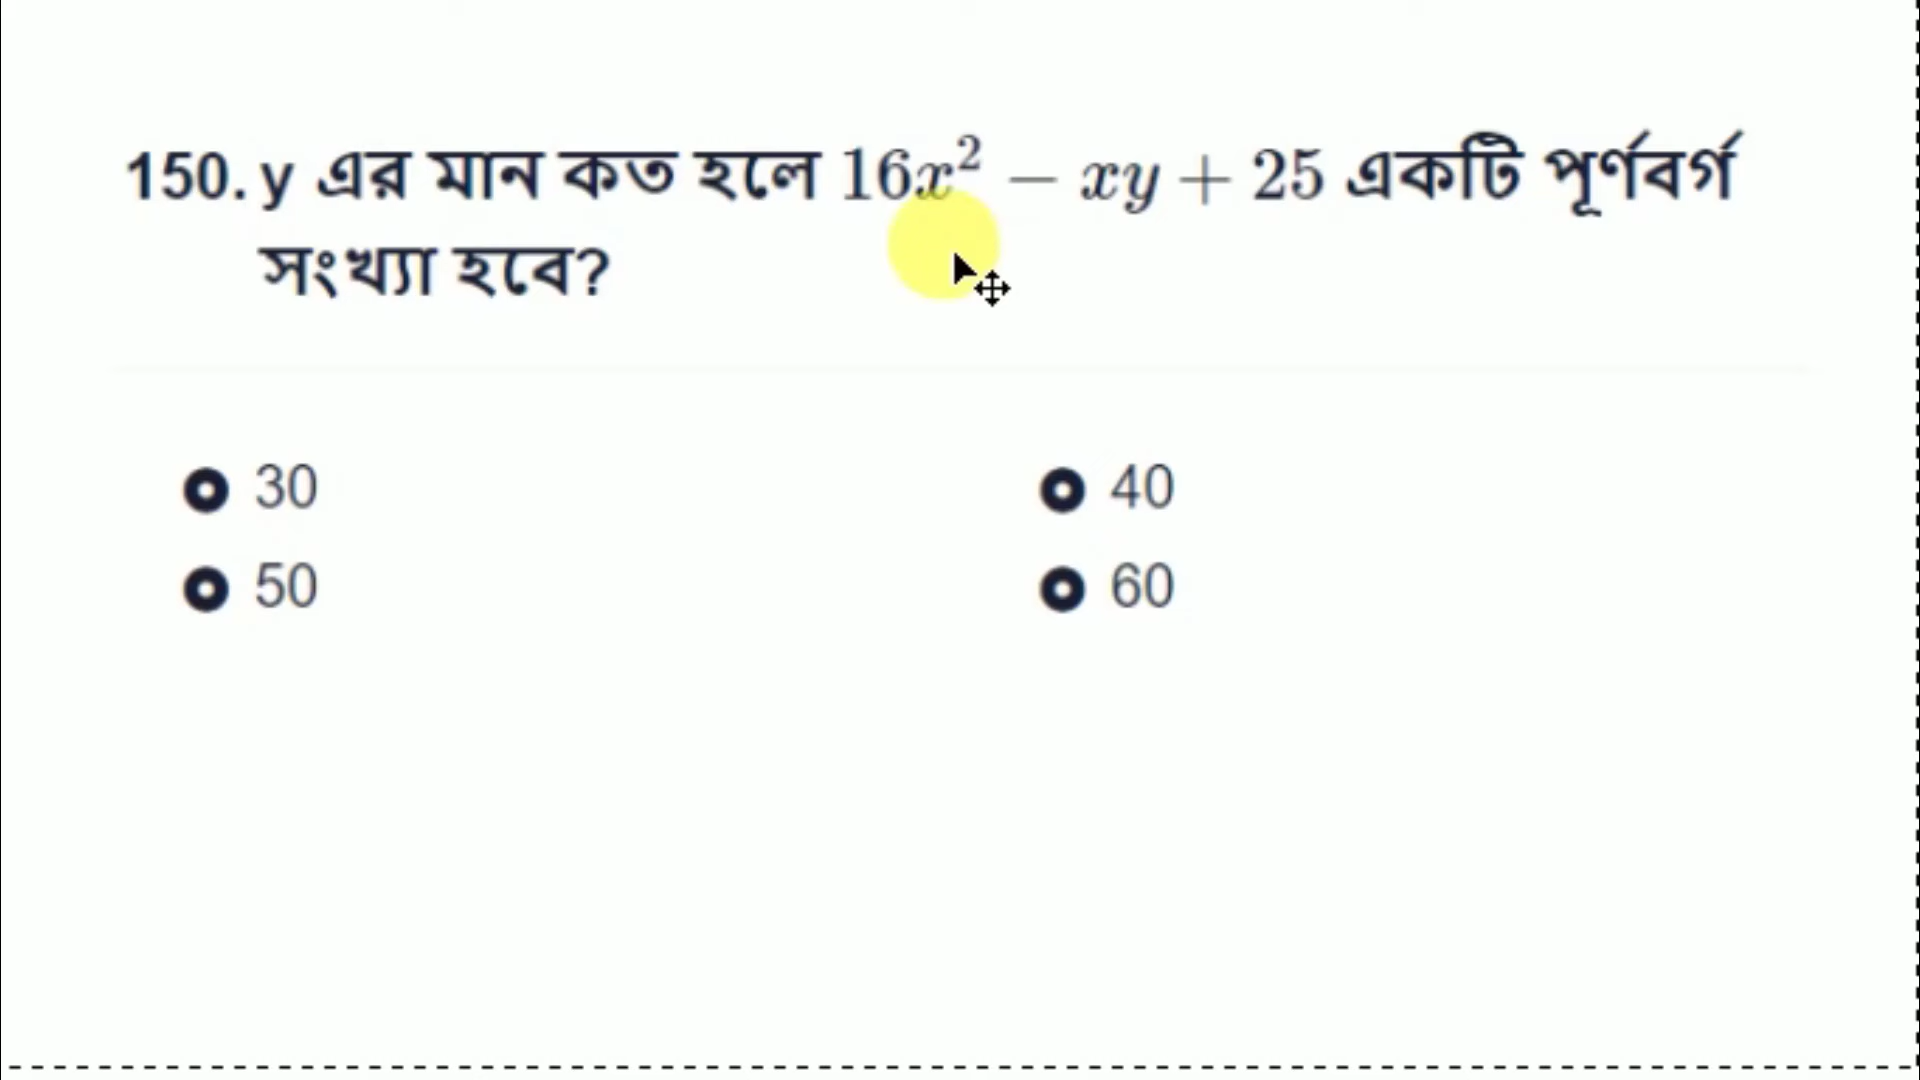 150. y এর মান কত হলে 16x² − xy + 25 একটি পূর্ণবর্গ
সংখ্যা হবে?
30 40
50 60